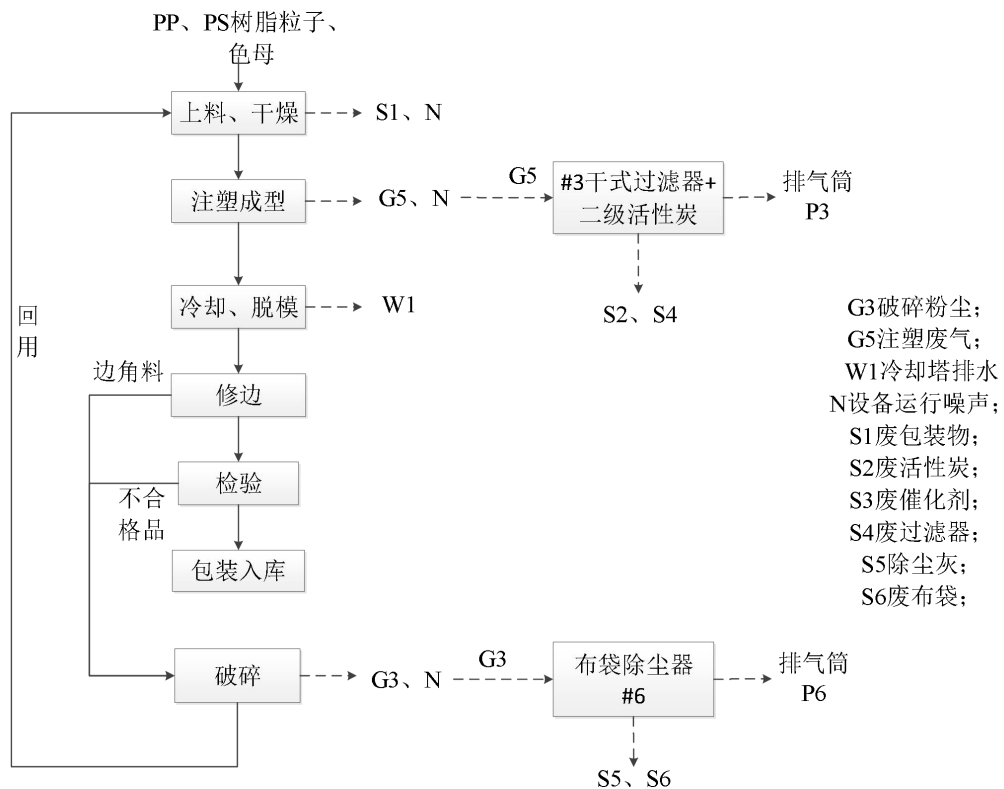 PP、PS树脂粒子、
色母
上料、干燥
S1、N
注塑成型
G5、N
G5
#3干式过滤器+
二级活性炭
排气筒
P3
S2、S4
冷却、脱模
W1
回
用
边角料
修边
检验
不合
格品
包装入库
破碎
G3、N
G3
布袋除尘器
#6
排气筒
P6
S5、S6
G3破碎粉尘；
G5注塑废气；
W1冷却塔排水
N设备运行噪声；
S1废包装物；
S2废活性炭；
S3废催化剂；
S4废过滤器；
S5除尘灰；
S6废布袋；